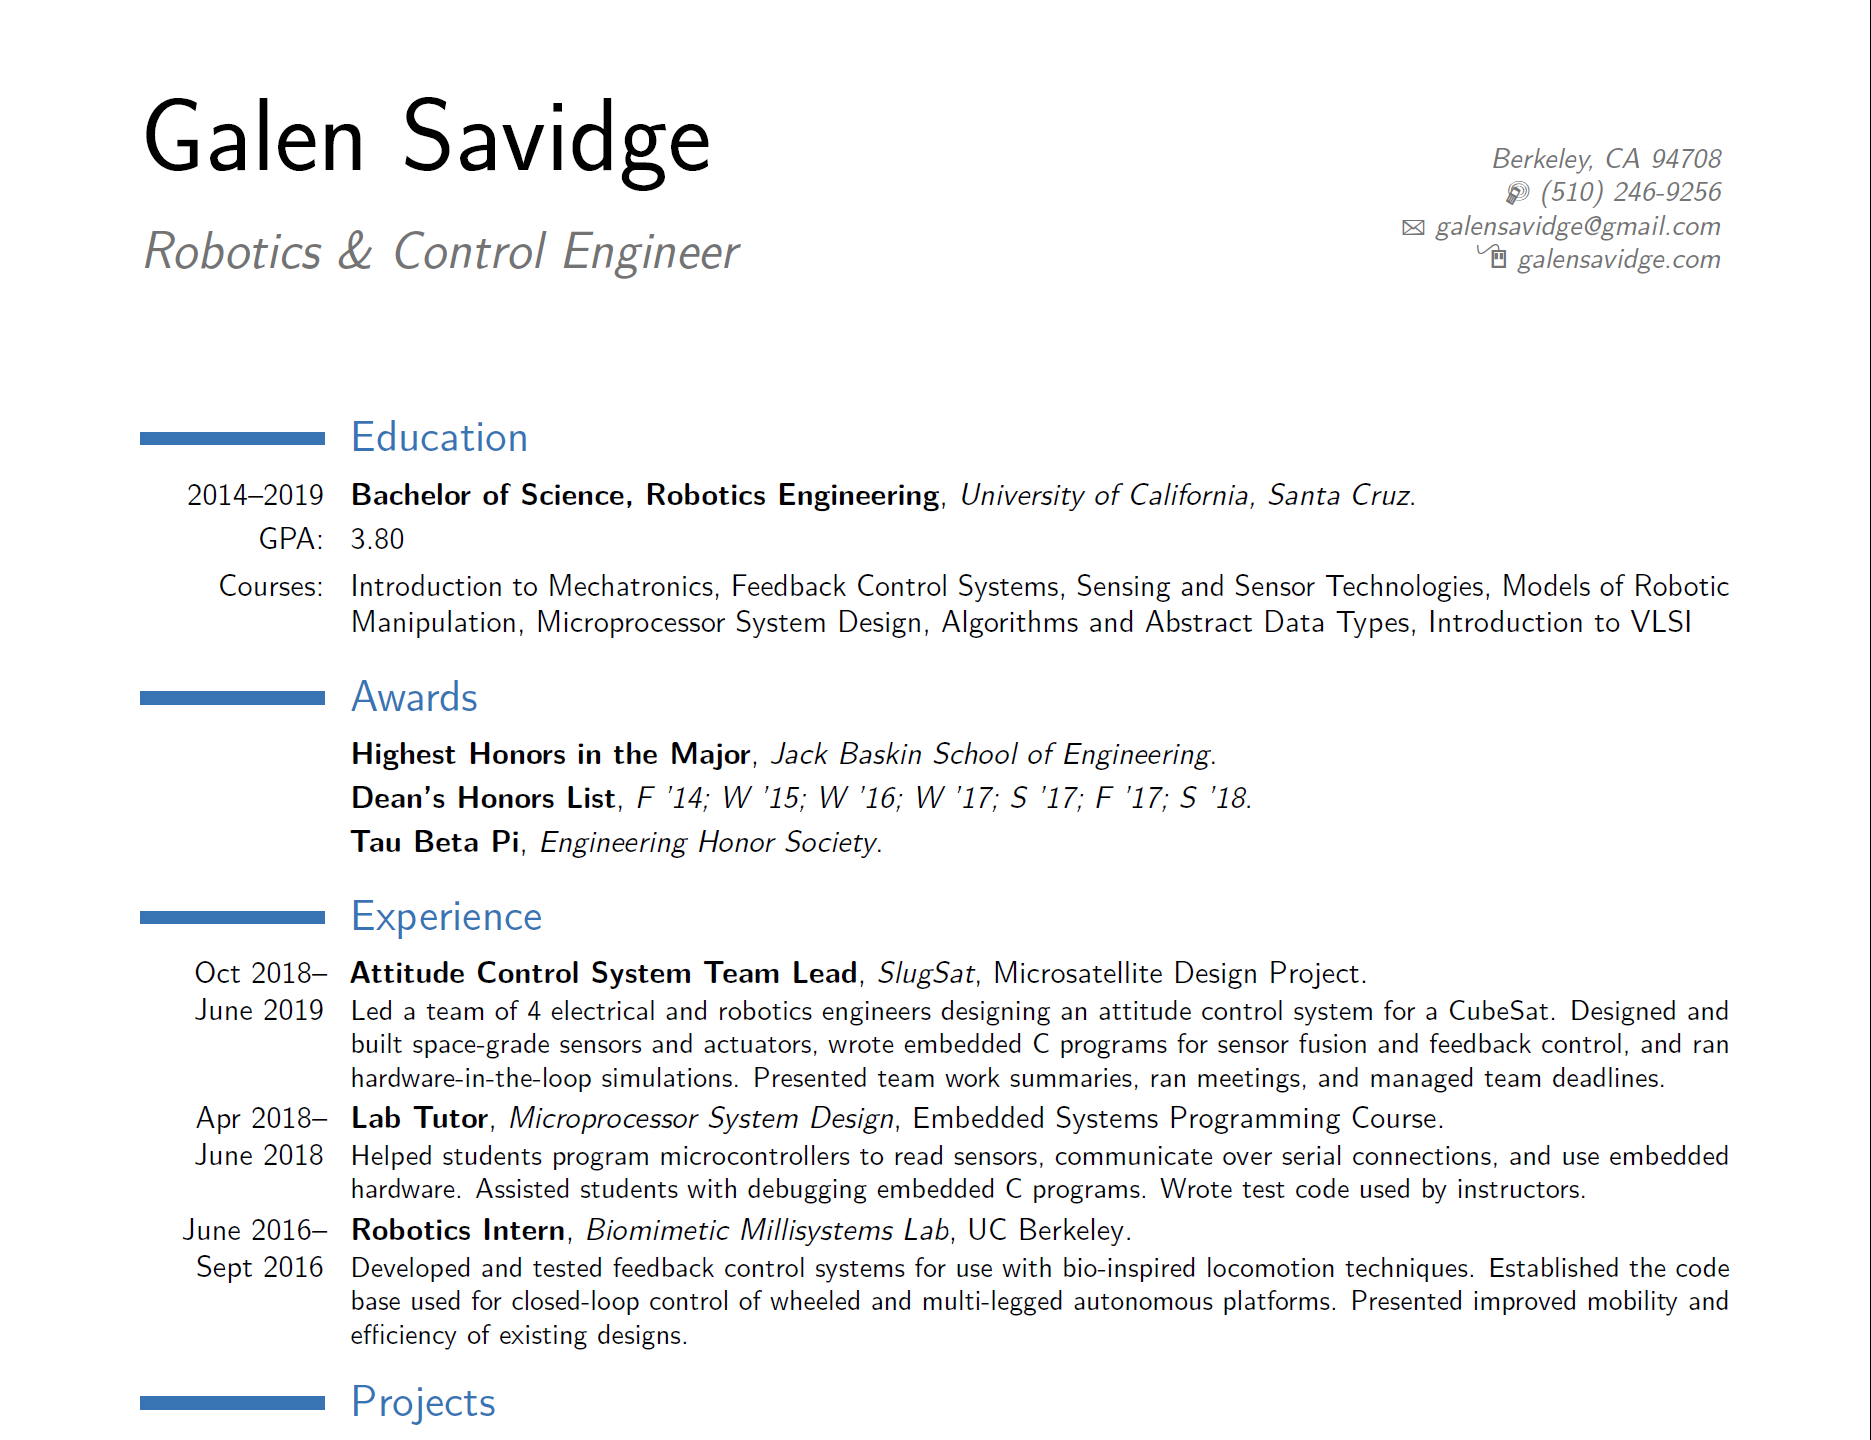 Galen Savidge
Robotics & Control Engineer
Berkeley, CA 94708
(510) 246-9256
galensavidge@gmail.com
galensavidge.com
Education
2014–2019 Bachelor of Science, Robotics Engineering, University of California, Santa Cruz.
GPA: 3.80
Courses: Introduction to Mechatronics, Feedback Control Systems, Sensing and Sensor Technologies, Models of Robotic
Manipulation, Microprocessor System Design, Algorithms and Abstract Data Types, Introduction to VLSI
Awards
Highest Honors in the Major, Jack Baskin School of Engineering.
Dean's Honors List, F '14; W '15; W '16; W '17; S '17; F '17; S '18.
Tau Beta Pi, Engineering Honor Society.
Experience
Oct 2018– Attitude Control System Team Lead, SlugSat, Microsatellite Design Project.
June 2019 Led a team of 4 electrical and robotics engineers designing an attitude control system for a CubeSat. Designed and
built space-grade sensors and actuators, wrote embedded C programs for sensor fusion and feedback control, and ran
hardware-in-the-loop simulations. Presented team work summaries, ran meetings, and managed team deadlines.
Apr 2018– Lab Tutor, Microprocessor System Design, Embedded Systems Programming Course.
June 2018 Helped students program microcontrollers to read sensors, communicate over serial connections, and use embedded
hardware. Assisted students with debugging embedded C programs. Wrote test code used by instructors.
June 2016– Robotics Intern, Biomimetic Millisystems Lab, UC Berkeley.
Sept 2016 Developed and tested feedback control systems for use with bio-inspired locomotion techniques. Established the code
base used for closed-loop control of wheeled and multi-legged autonomous platforms. Presented improved mobility and
efficiency of existing designs.
Projects